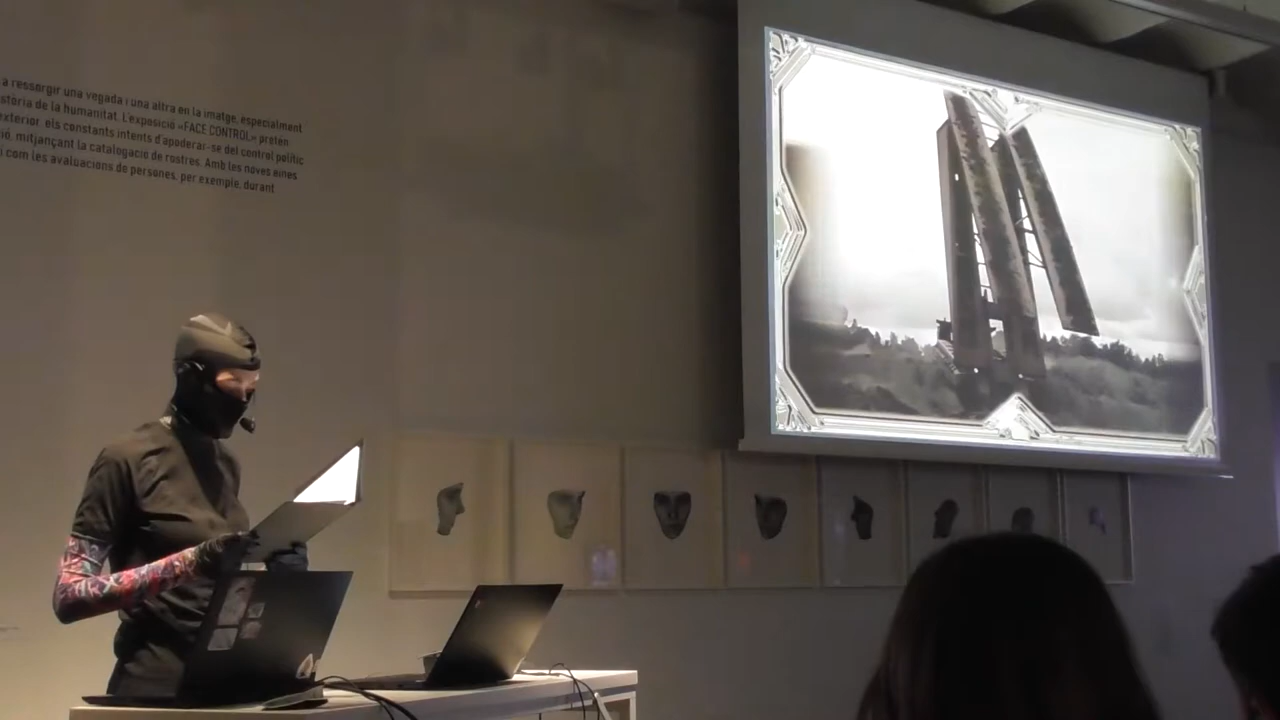 a ressorgir una vegada i una altra en la imatge, especialment
stòria de la humanitat. L'exposició «FACE CONTROL» pretén
exterior, els constants intents d'apoderar-se del control polític
ió, mitjançant la catalogació de rostres. Amb les noves eines
i com les avaluacions de persones, per exemple, durant